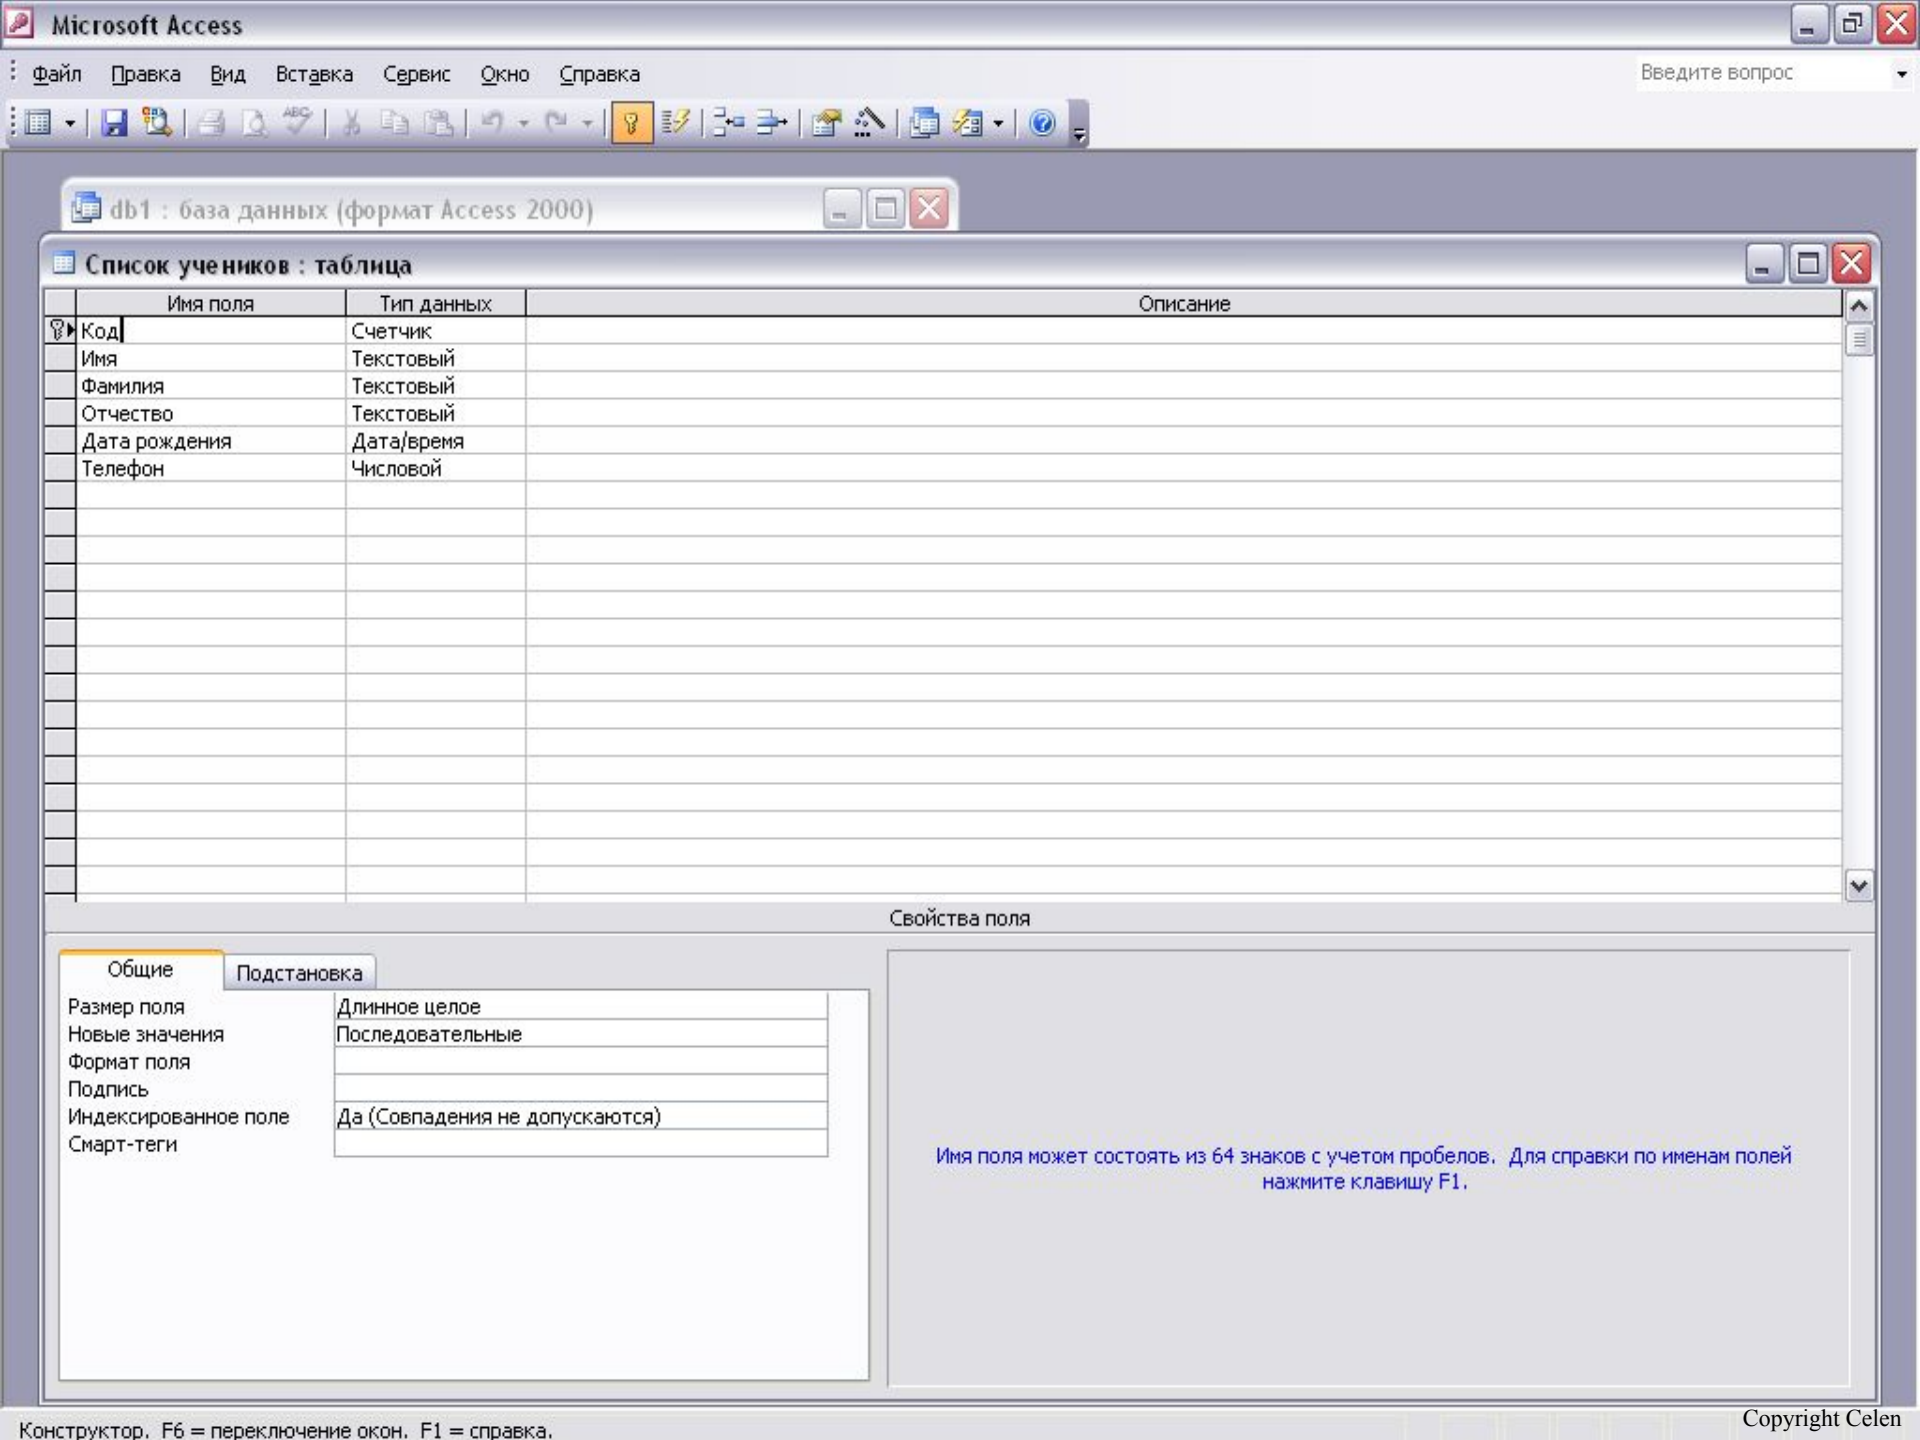 Microsoft Access
Файл Правка Вид Вставка Сервис Окно Справка Введите вопрос
ABC
db1 : база данных (формат Access 2000)
Список учеников : таблица
Имя поля Тип данных Описание
Код Счетчик
Имя Текстовый
Фамилия Текстовый
Отчество Текстовый
Дата рождения Дата/время
Телефон Числовой
Свойства поля
Общие Подстановка
Размер поля Длинное целое
Новые значения Последовательные
Формат поля
Подпись
Индексированное поле Да (Совпадения не допускаются)
Смарт-теги
Имя поля может состоять из 64 знаков с учетом пробелов. Для справки по именам полей
нажмите клавишу F1.
Конструктор. F6 = переключение окон. F1 = справка.
Copyright Celen